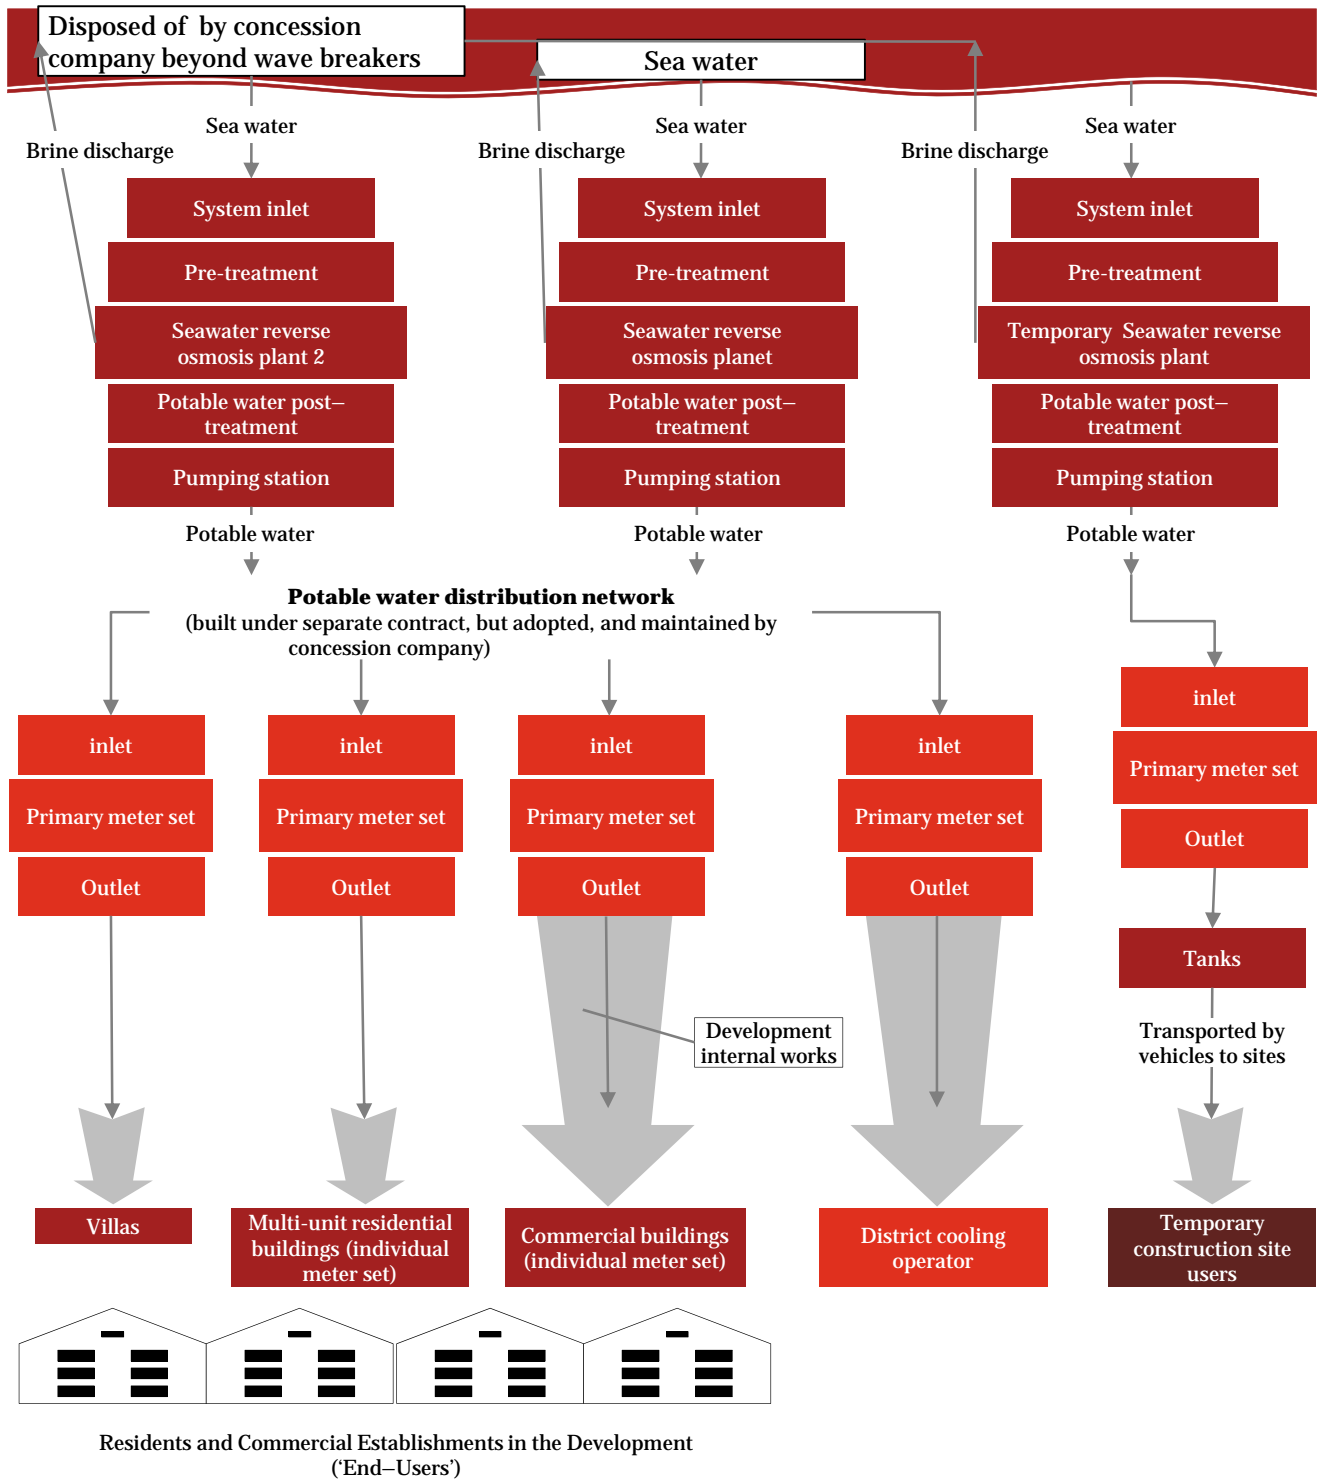 Disposed of by concession
company beyond wave breakers
Sea water
Sea water
Sea water
Sea water
Brine discharge
Brine discharge
Brine discharge
System inlet
System inlet
System inlet
Pre-treatment
Pre-treatment
Pre-treatment
Seawater reverse
osmosis plant 2
Seawater reverse
osmosis planet
Temporary Seawater reverse
osmosis plant
Potable water post–
treatment
Potable water post–
treatment
Potable water post–
treatment
Pumping station
Pumping station
Pumping station
Potable water
Potable water
Potable water
Potable water distribution network
(built under separate contract, but adopted, and maintained by
concession company)
inlet
inlet
inlet
inlet
inlet
Primary meter set
Primary meter set
Primary meter set
Primary meter set
Primary meter set
Outlet
Outlet
Outlet
Outlet
Outlet
Tanks
Development
internal works
Transported by
vehicles to sites
Villas
Multi-unit residential
buildings (individual
meter set)
Commercial buildings
(individual meter set)
District cooling
operator
Temporary
construction site
users
Residents and Commercial Establishments in the Development
(‘End–Users’)